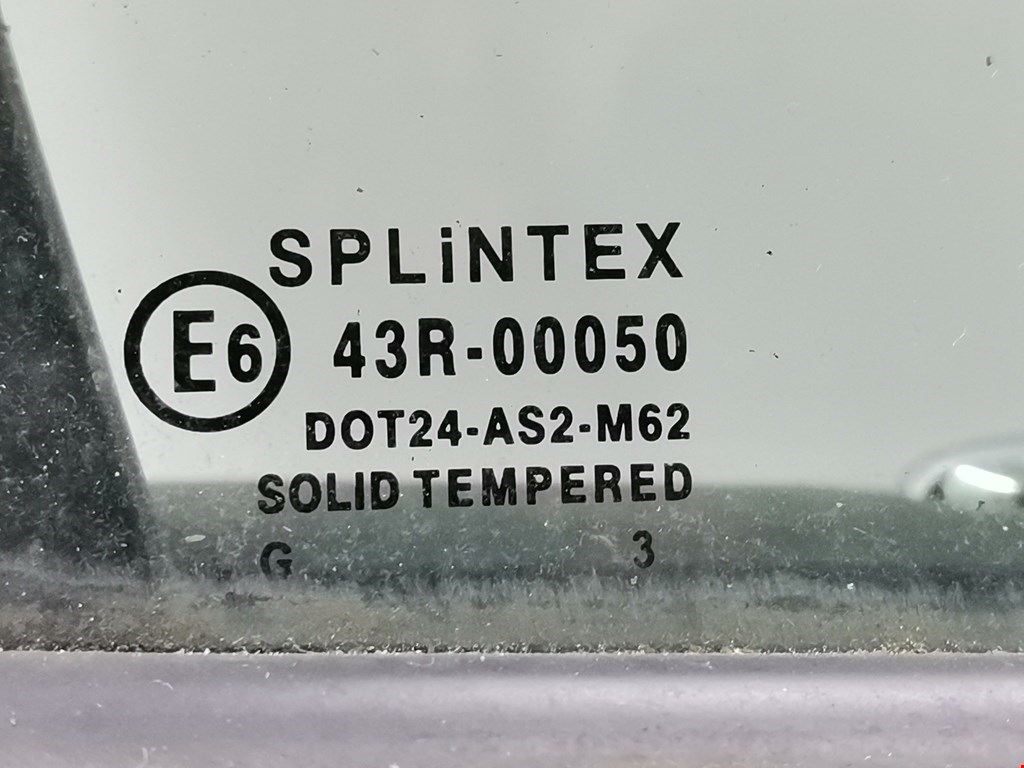 SPLiNTEX
E6 43R-00050
DOT24-AS2-M62
SOLID TEMPERED
G 3